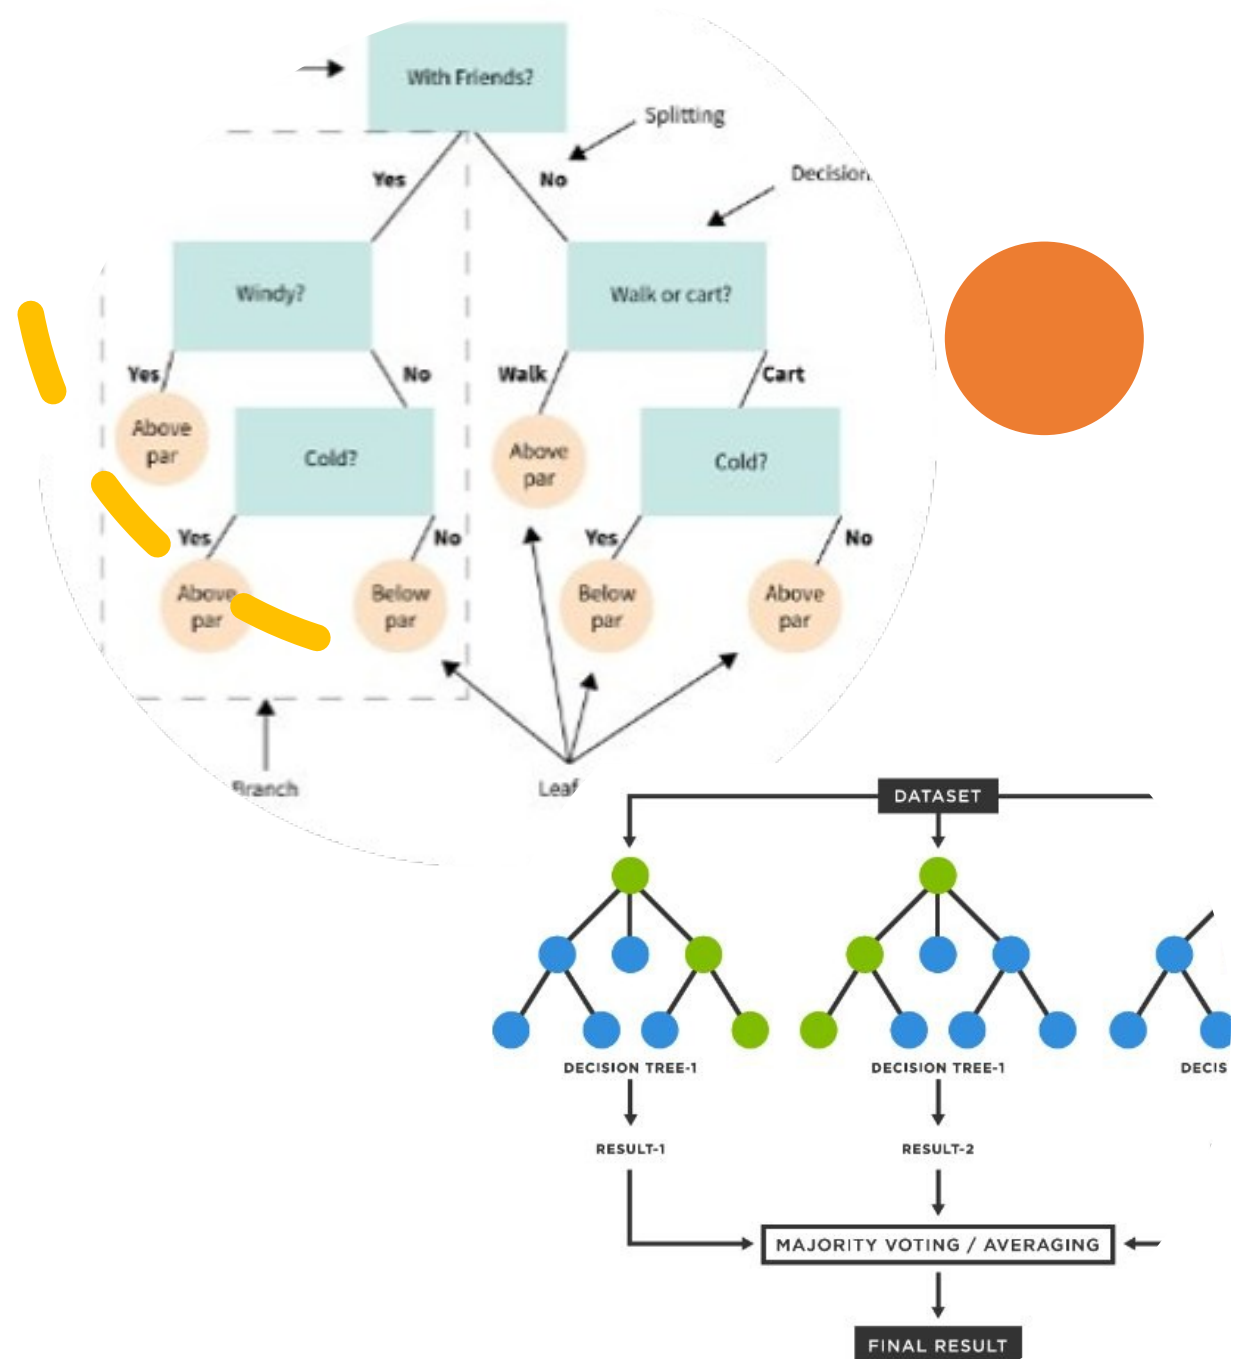 With Friends?
Splitting
Yes
No
Decision
Windy?
Walk or cart?
Yes
No
Walk
Cart
Above
par
Cold?
Above
par
Cold?
Yes
No
Yes
No
Above
par
Below
par
Below
par
Above
par
Branch
Leaf
DATASET
DECISION TREE-1
DECISION TREE-1
DECIS
RESULT-1
RESULT-2
MAJORITY VOTING / AVERAGING
FINAL RESULT